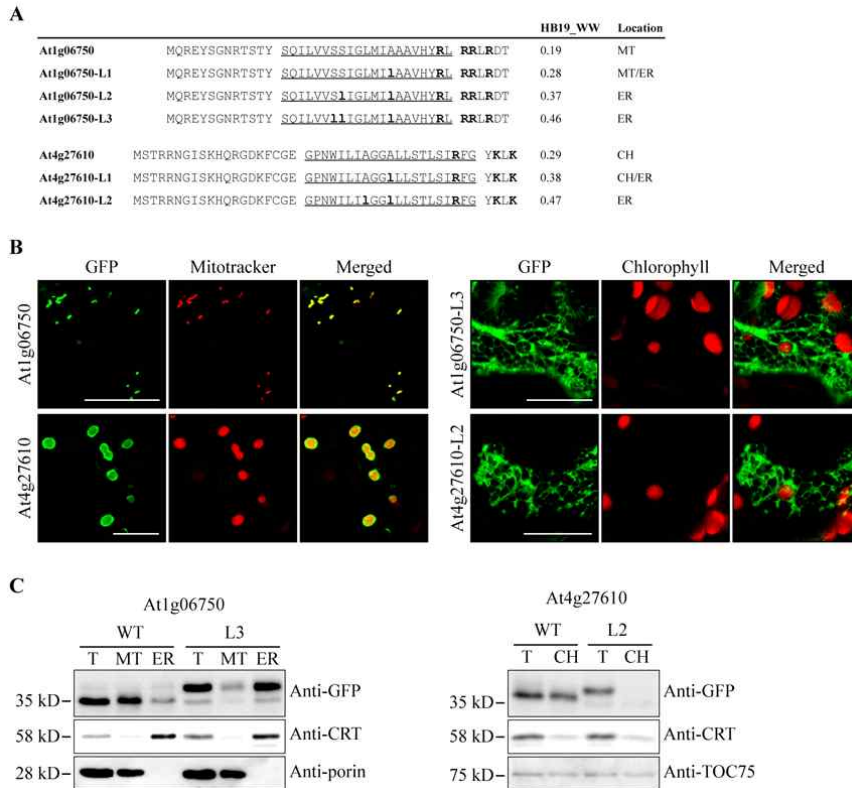 A
HB19_WW Location
At1g06750 MQREYSGNRTSTY SQILVVSSIGLMIAAAVHYRL RRLRDT 0.19 MT
At1g06750-L1 MQREYSGNRTSTY SQILVVSSIGLMIlAAVHYRL RRLRDT 0.28 MT/ER
At1g06750-L2 MQREYSGNRTSTY SQILVVSlIGLMIlAAVHYRL RRLRDT 0.37 ER
At1g06750-L3 MQREYSGNRTSTY SQILVVllIGLMIlAAVHYRL RRLRDT 0.46 ER
At4g27610 MSTRRNGISKHQRGDKFCGE GPNWILIAGGALLSTLSIRFG YKLK 0.29 CH
At4g27610-L1 MSTRRNGISKHQRGDKFCGE GPNWILIAGGlLLSTLSIRFG YKLK 0.38 CH/ER
At4g27610-L2 MSTRRNGISKHQRGDKFCGE GPNWILIlGGlLLSTLSIRFG YKLK 0.47 ER
B
GFP Mitotracker Merged
At1g06750
At4g27610
GFP Chlorophyll Merged
At1g06750-L3
At4g27610-L2
C
At1g06750
WT L3
T MT ER T MT ER
35 kD Anti-GFP
58 kD Anti-CRT
28 kD Anti-porin
At4g27610
WT L2
T CH T CH
35 kD Anti-GFP
58 kD Anti-CRT
75 kD Anti-TOC75